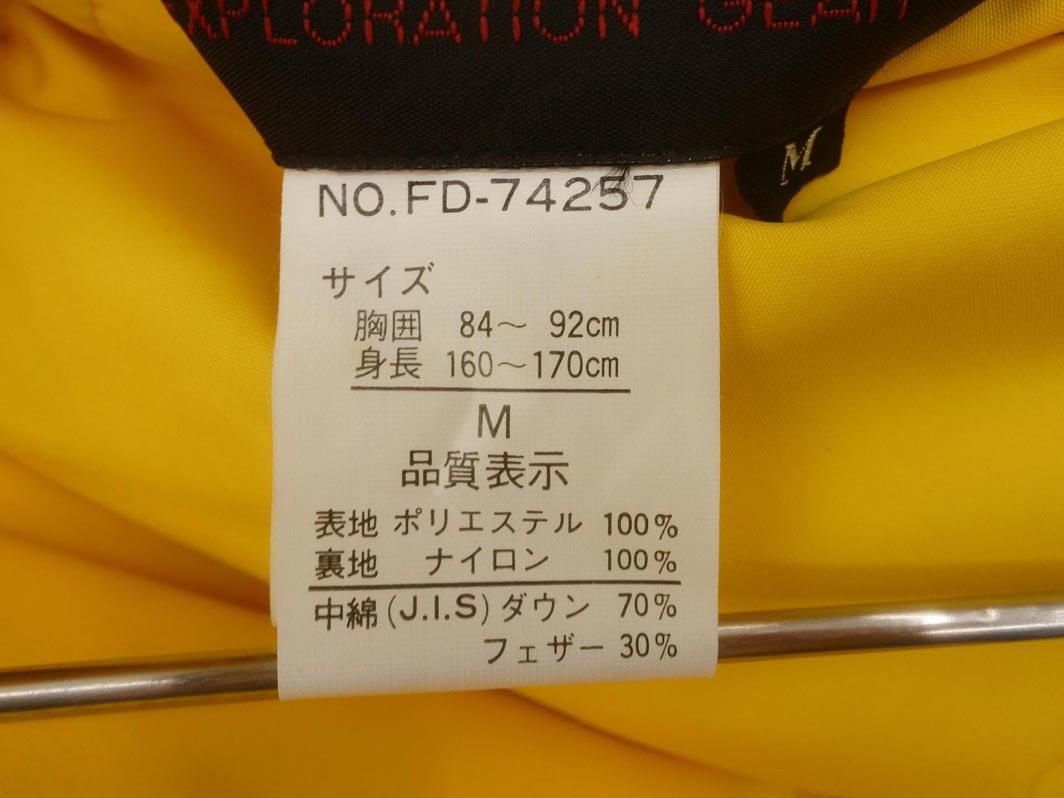 EXPLORATION GEAR
M
NO.FD-74257
サイズ
胸囲 84～ 92cm
身長 160～170cm
M
品質表示
表地 ポリエステル 100%
裏地 ナイロン 100%
中綿(J.I.S)ダウン 70%
フェザー 30%